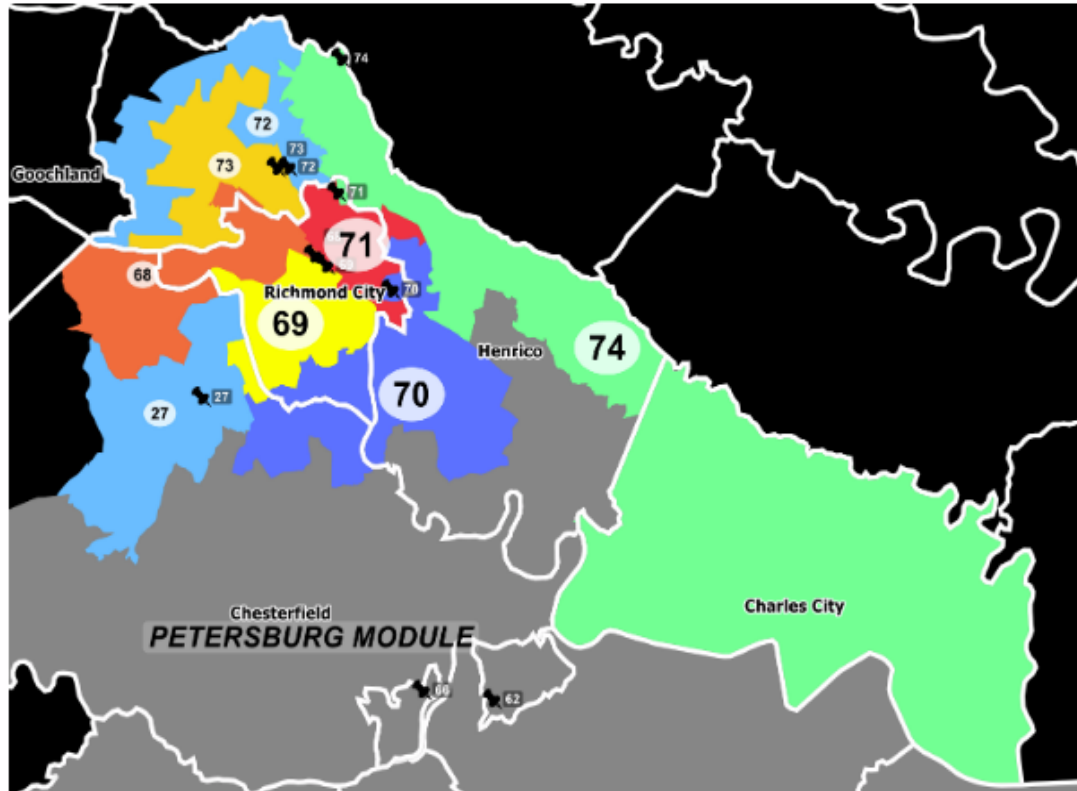 74
72
73
72
73
Goochland
71
71
68
70
Richmond City
69
Henrico
74
70
27
27
Charles City
Chesterfield
PETERSBURG MODULE
66
62